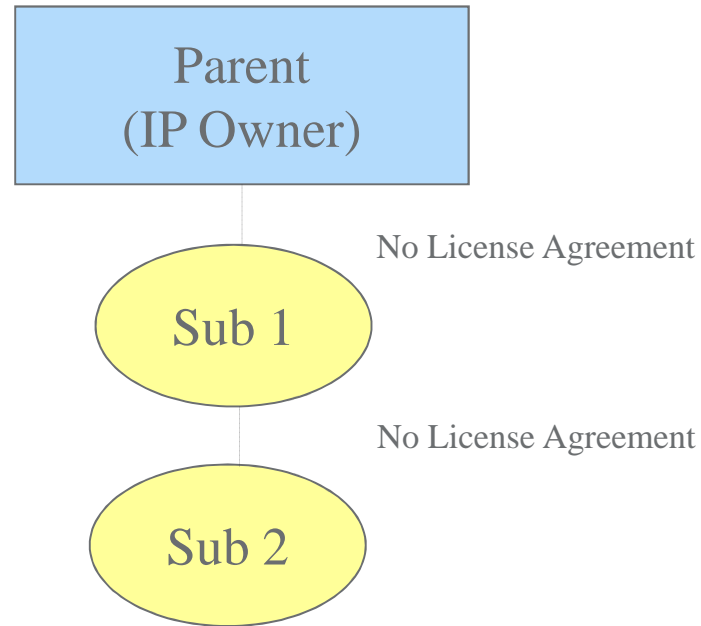 Parent
(IP Owner)
No License Agreement
Sub 1
No License Agreement
Sub 2